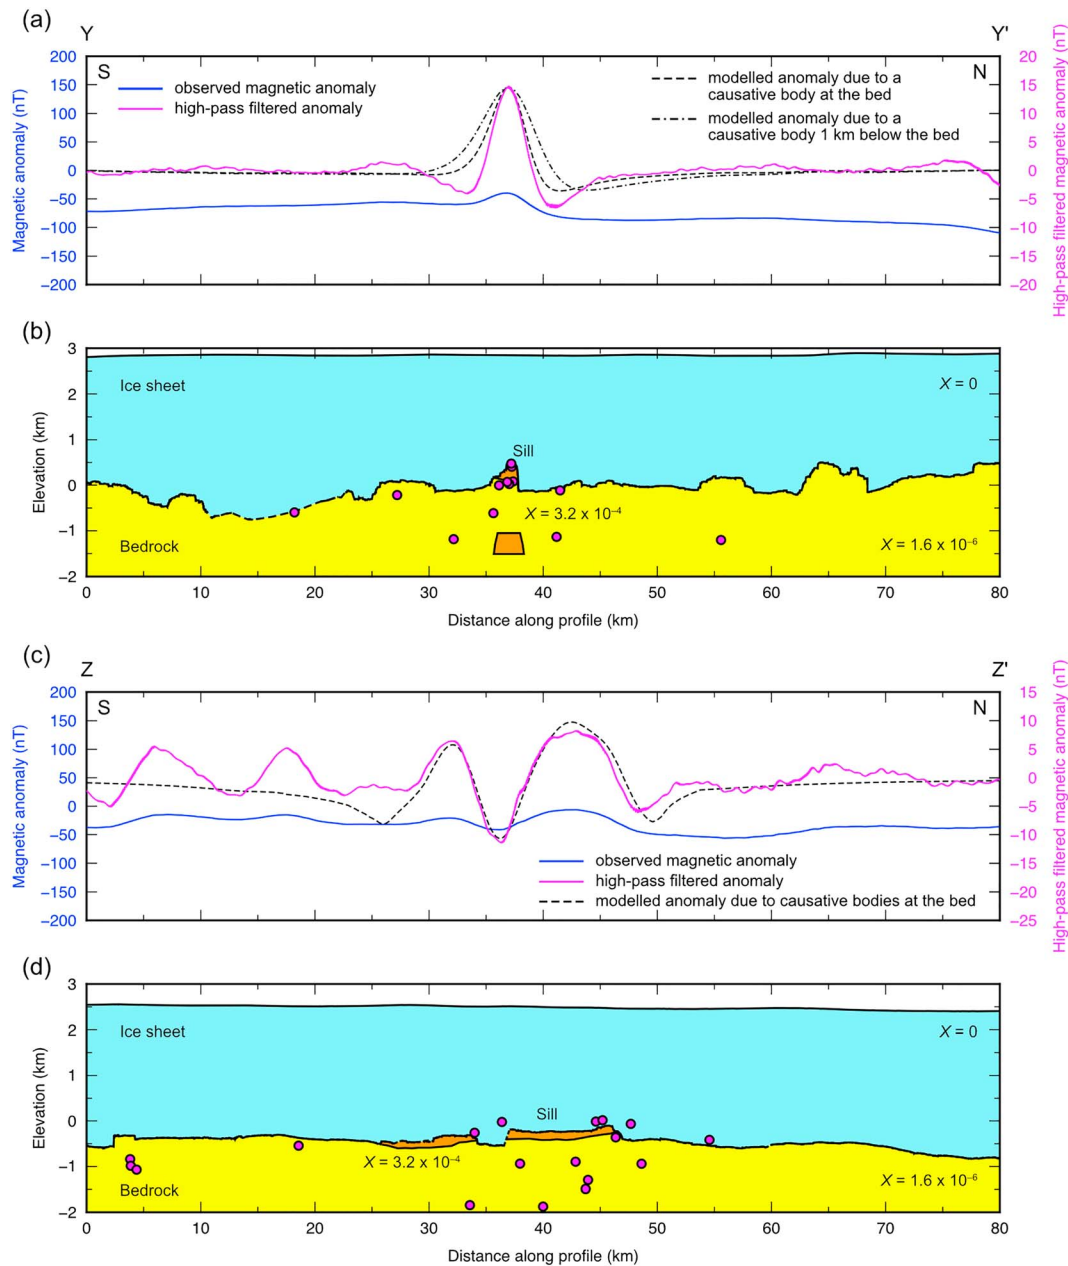 (a)
Y Y'
S N
200 150 100 50 0 −50 −100 −150 −200
Magnetic anomaly (nT)
observed magnetic anomaly
high-pass filtered anomaly
modelled anomaly due to a
causative body at the bed
modelled anomaly due to a
causative body 1 km below the bed
20 15 10 5 0 −5 −10 −15 −20
High-pass filtered magnetic anomaly (nT)
(b)
3 2 1 0 −1 −2
Elevation (km)
Ice sheet
X = 0
Sill
X = 3.2 x 10⁻⁴
Bedrock
X = 1.6 x 10⁻⁶
0 10 20 30 40 50 60 70 80
Distance along profile (km)
(c)
Z Z'
S N
200 150 100 50 0 −50 −100 −150 −200
Magnetic anomaly (nT)
15 10 5 0 −5 −10 −15 −20 −25
High-pass filtered magnetic anomaly (nT)
observed magnetic anomaly
high-pass filtered anomaly
modelled anomaly due to causative bodies at the bed
(d)
3 2 1 0 −1 −2
Elevation (km)
Ice sheet
X = 0
Sill
X = 3.2 x 10⁻⁴
Bedrock
X = 1.6 x 10⁻⁶
0 10 20 30 40 50 60 70 80
Distance along profile (km)